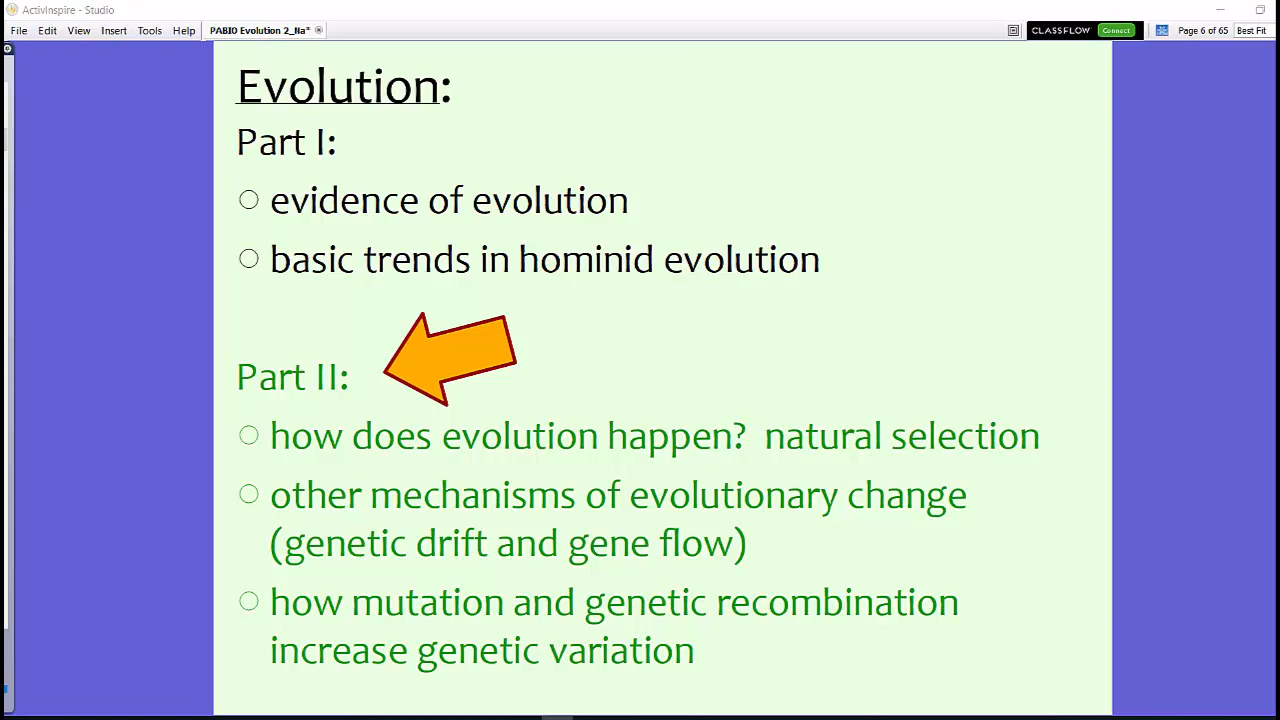 ActivInspire - Studio
File Edit View Insert Tools Help PABIO Evolution 2_Na* CLASSFLOW Connect Page 6 of 65 Best Fit
Evolution:
Part I:
evidence of evolution
basic trends in hominid evolution
Part II:
how does evolution happen? natural selection
other mechanisms of evolutionary change
(genetic drift and gene flow)
how mutation and genetic recombination
increase genetic variation